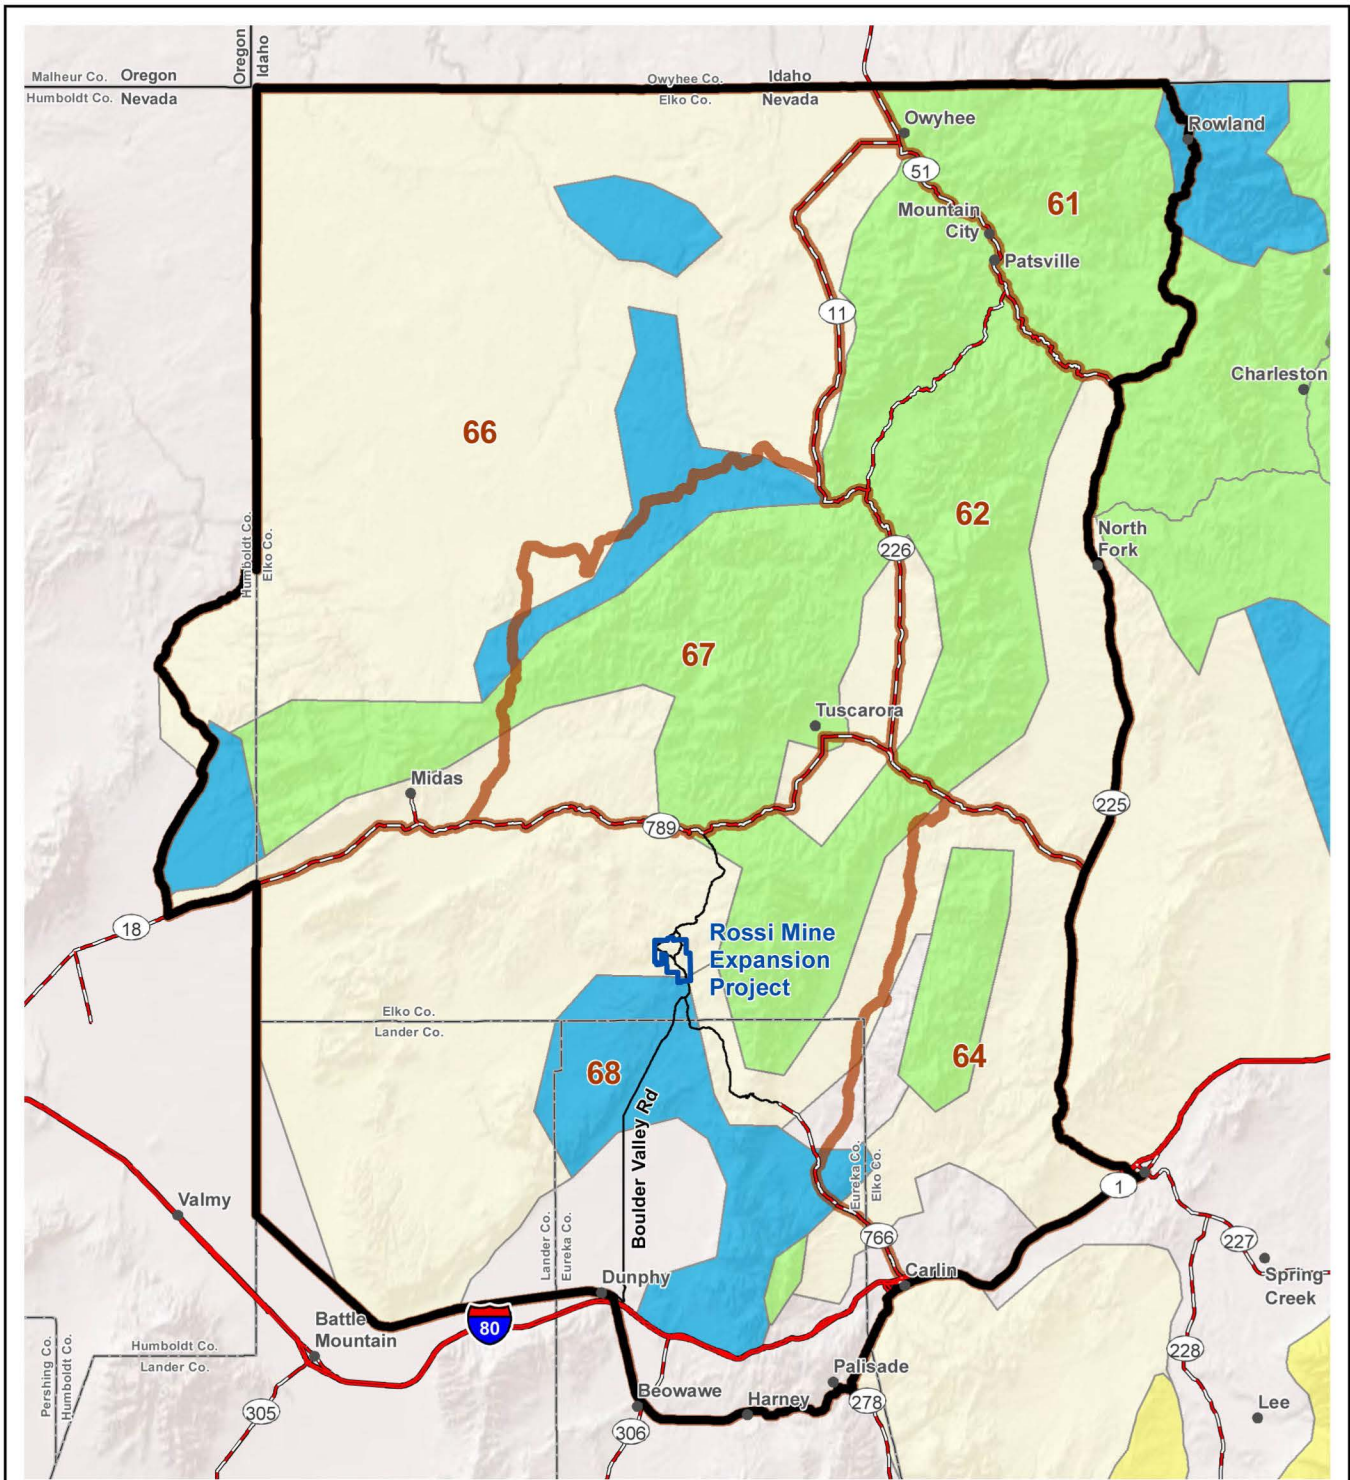 Oregon
Idaho
Malheur Co. Oregon
Humboldt Co. Nevada
Owyhee Co. Idaho
Elko Co. Nevada
Owyhee
Rowland
51
61
Mountain
City
Patsville
11
Charleston
66
62
North
Fork
Humboldt Co.
Elko Co.
226
67
Tuscarora
Midas
225
789
18
Rossi Mine
Expansion
Project
Elko Co.
Lander Co.
68
64
Boulder Valley Rd
Eureka Co.
Elko Co.
1
Valmy
766
227
Lander Co.
Eureka Co.
Dunphy
Carlin
Spring
Creek
80
Battle
Mountain
Humboldt Co.
Lander Co.
228
Pershing Co.
Humboldt Co.
Palisade
Beowawe
Harney
278
Lee
305
306